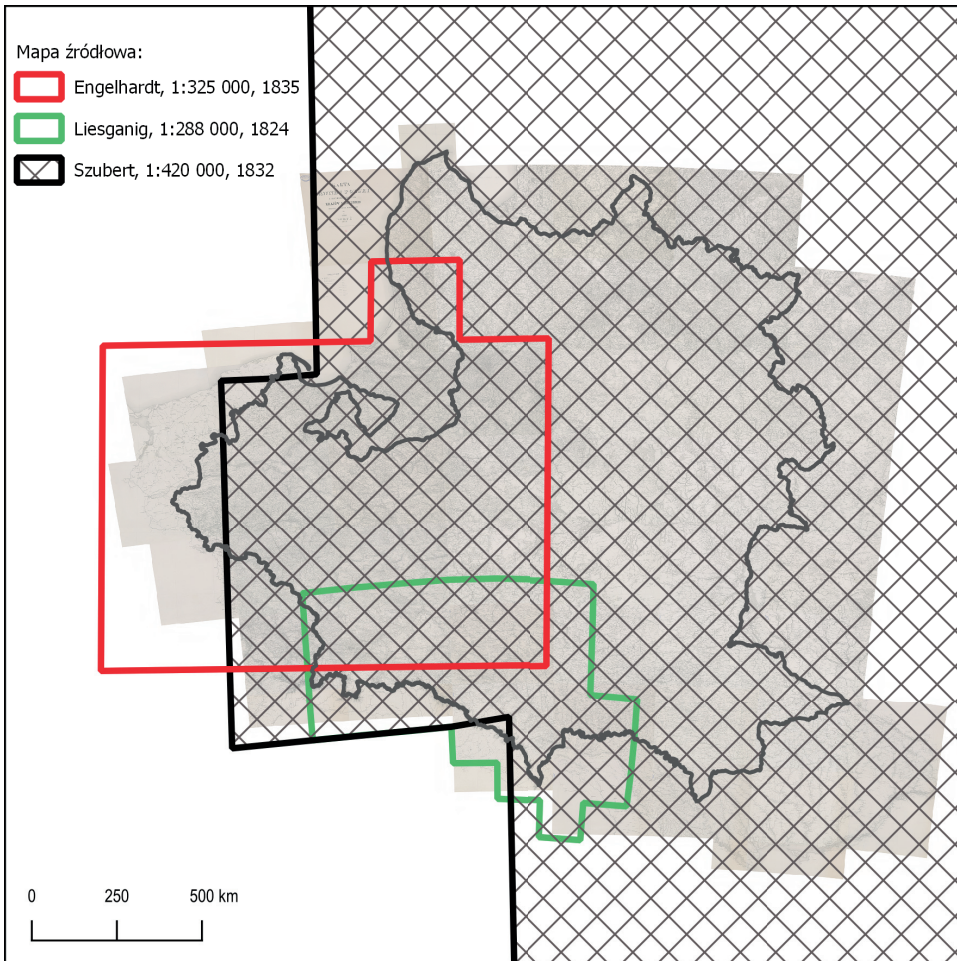 Mapa źródłowa:
Engelhardt, 1:325 000, 1835
Liesganig, 1:288 000, 1824
Szubert, 1:420 000, 1832
0 250 500 km